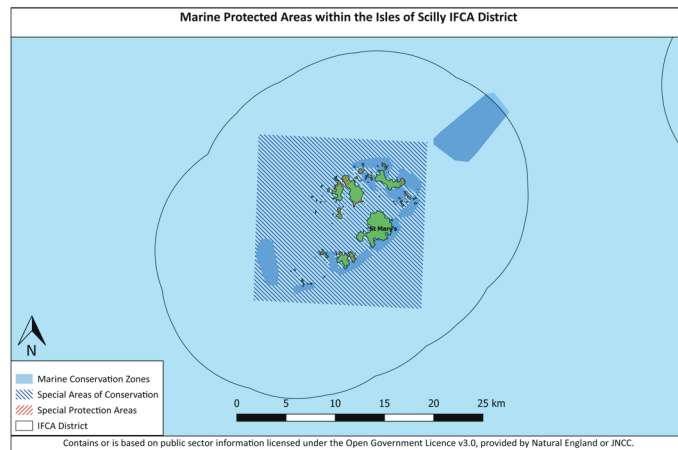 Marine Protected Areas within the Isles of Scilly IFCA District
St Mary's
N
Marine Conservation Zones
Special Areas of Conservation
Special Protection Areas
IFCA District
0 5 10 15 20 25 km
Contains or is based on public sector information licensed under the Open Government Licence v3.0, provided by Natural England or JNCC.